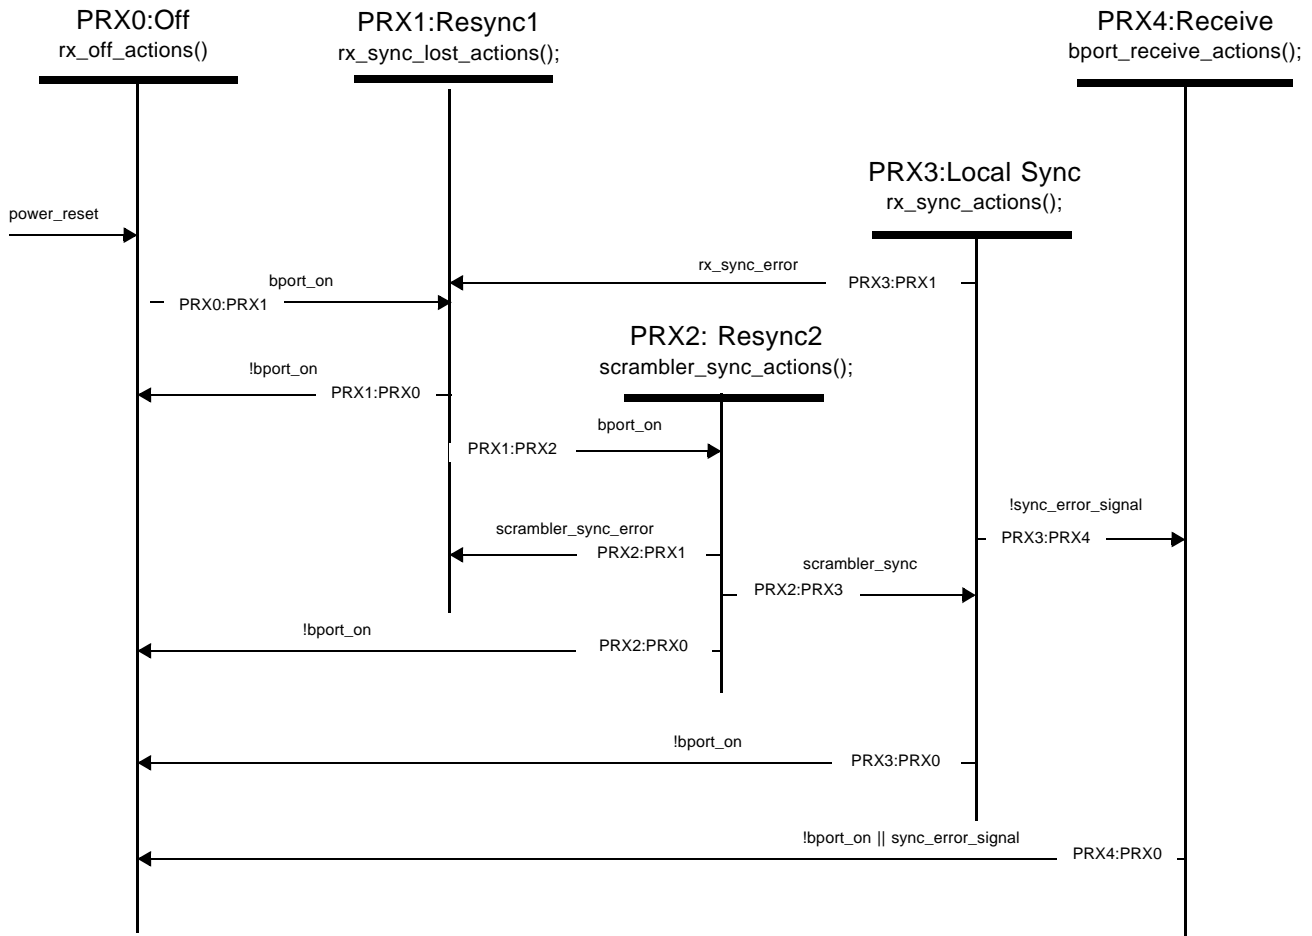 PRX0:Off
rx_off_actions()
PRX1:Resync1
rx_sync_lost_actions();
PRX4:Receive
bport_receive_actions();
PRX3:Local Sync
rx_sync_actions();
power_reset
rx_sync_error
PRX3:PRX1
bport_on
PRX0:PRX1
PRX2: Resync2
scrambler_sync_actions();
!bport_on
PRX1:PRX0
bport_on
PRX1:PRX2
!sync_error_signal
PRX3:PRX4
scrambler_sync_error
PRX2:PRX1
scrambler_sync
PRX2:PRX3
!bport_on
PRX2:PRX0
!bport_on
PRX3:PRX0
!bport_on || sync_error_signal
PRX4:PRX0